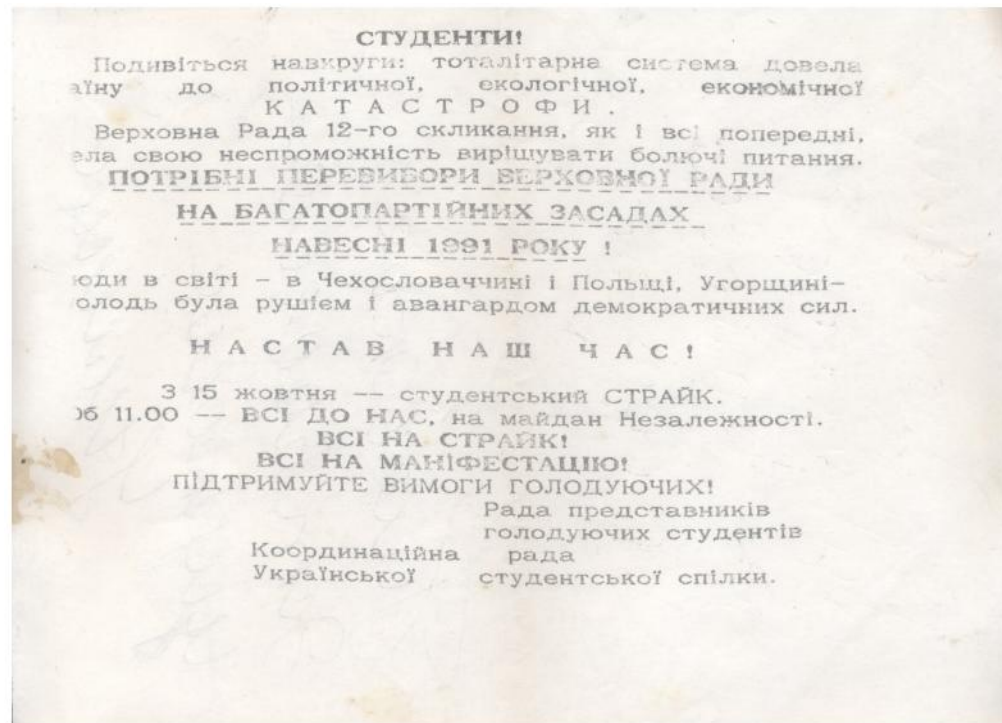 СТУДЕНТИ!
Подивіться навкруги: тоталітарна система довела
аїну до політичної, екологічної, економічної
К А Т А С Т Р О Ф И .
Верховна Рада 12-го скликання, як і всі попередні,
ела свою неспроможність вирішувати болючі питання.
ПОТРІБНІ ПЕРЕВИБОРИ ВЕРХОВНОЇ РАДИ
НА БАГАТОПАРТІЙНИХ ЗАСАДАХ
НАВЕСНІ 1991 РОКУ !
юди в світі - в Чехословаччині і Польщі, Угорщині-
олодь була рушієм і авангардом демократичних сил.
Н А С Т А В Н А Ш Ч А С !
З 15 жовтня -- студентський СТРАЙК.
Об 11.00 -- ВСІ ДО НАС, на майдан Незалежності.
ВСІ НА СТРАЙК!
ВСІ НА МАНІФЕСТАЦІЮ!
ПІДТРИМУЙТЕ ВИМОГИ ГОЛОДУЮЧИХ!
Рада представників
голодуючих студентів
Координаційна рада
Української студентської спілки.